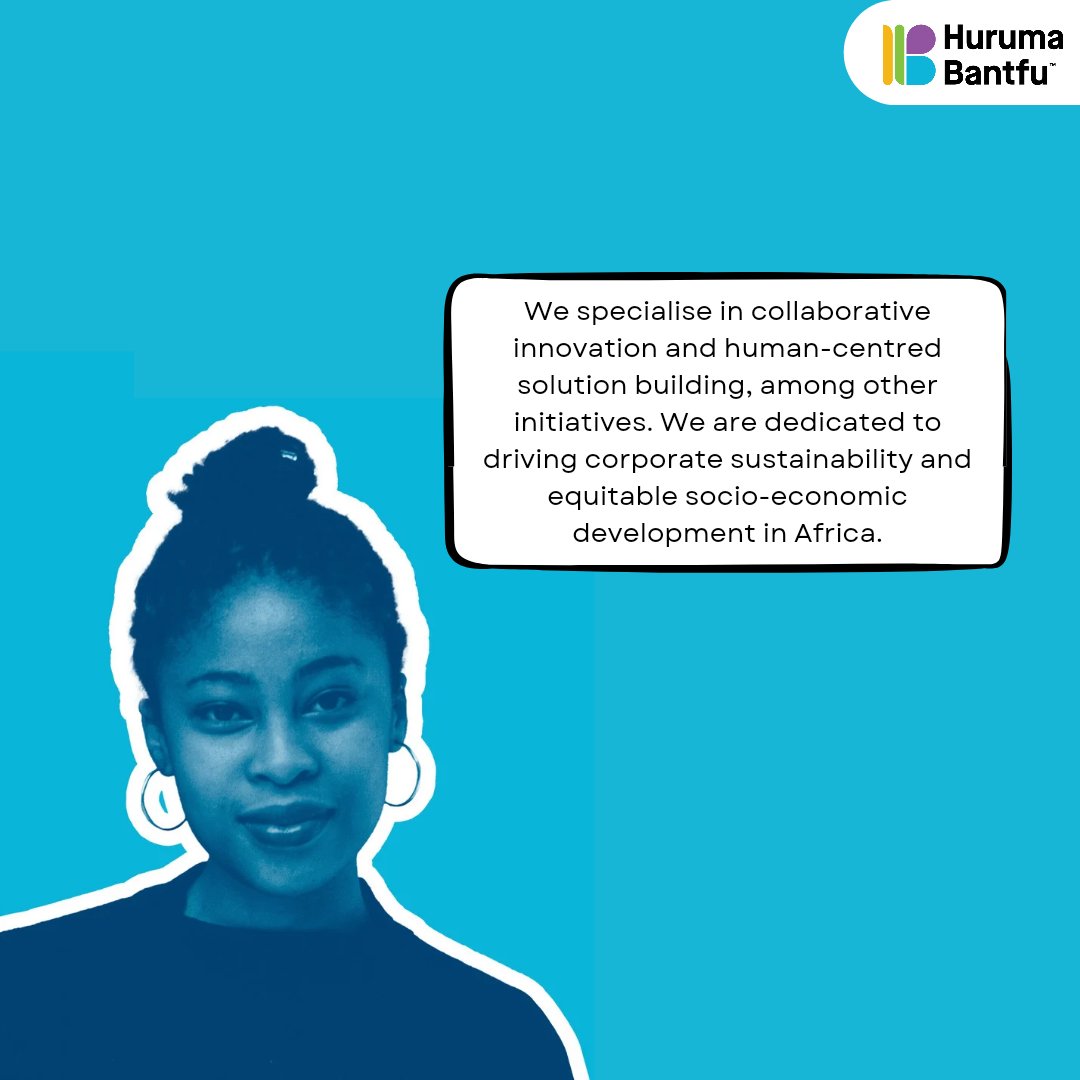 Huruma
Bantfu™
We specialise in collaborative
innovation and human-centred
solution building, among other
initiatives. We are dedicated to
driving corporate sustainability and
equitable socio-economic
development in Africa.